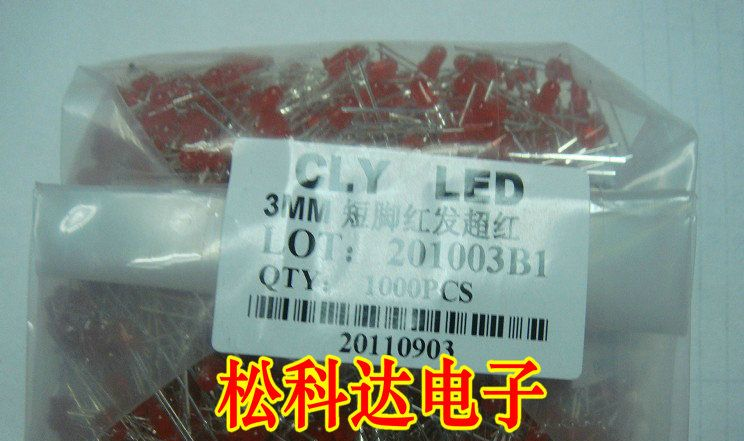 CLY LED
3MM 短脚红发超红
LOT: 201003B1
QTY: 1000PCS
20110903
松科达电子